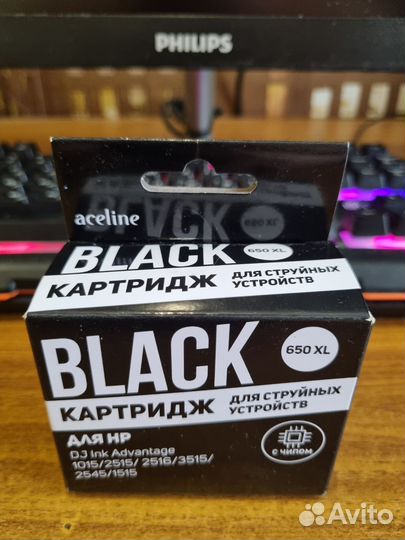 PHILIPS
aceline
BLACK
650 XL
BLACK
650 XL
КАРТРИДЖ
ДЛЯ СТРУЙНЫХ
УСТРОЙСТВ
BLACK
650 XL
КАРТРИДЖ
ДЛЯ СТРУЙНЫХ
УСТРОЙСТВ
ДЛЯ HP
DJ Ink Advantage
1015/2515/ 2516/3515/
2545/1515
С ЧИПОМ
Avito